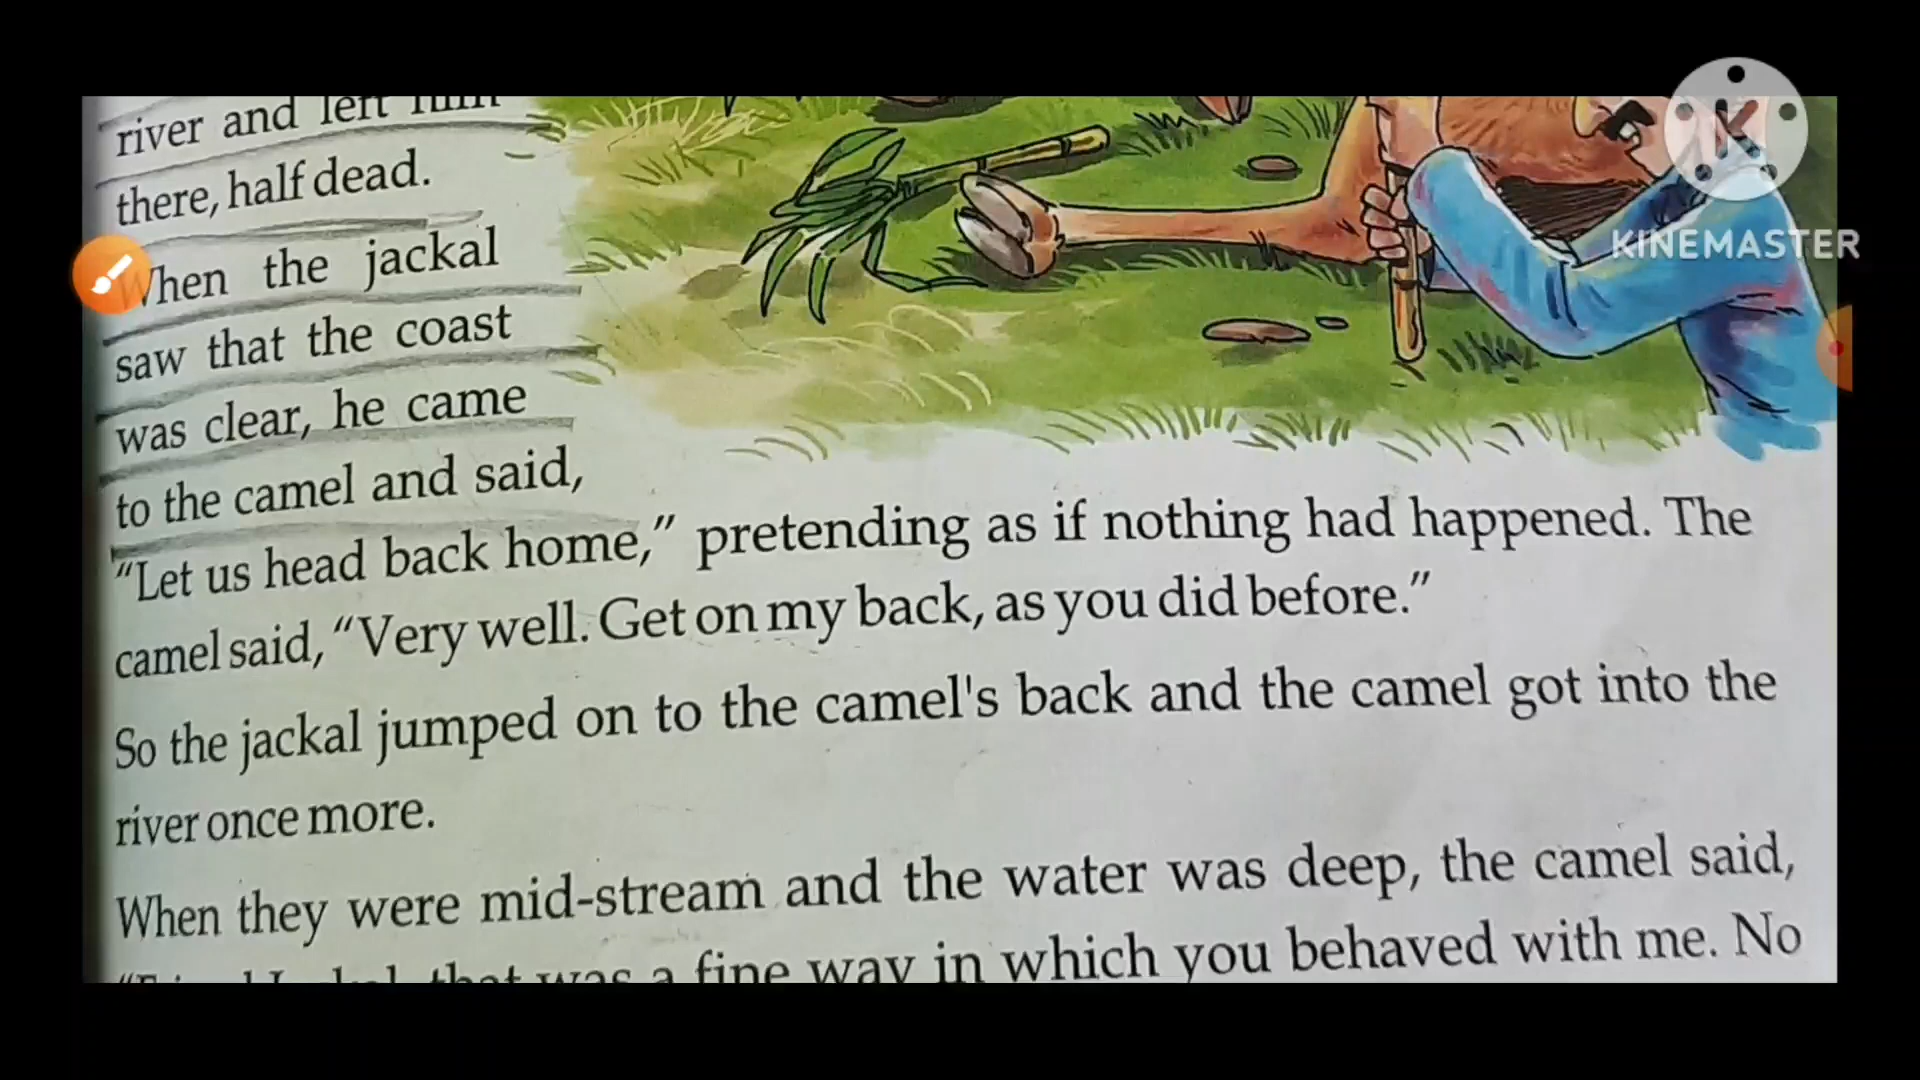 river and left him
there, half dead.
When the jackal
saw that the coast
was clear, he came
to the camel and said,
"Let us head back home," pretending as if nothing had happened. The
camel said, "Very well. Get on my back, as you did before."
So the jackal jumped on to the camel's back and the camel got into the
river once more.
When they were mid-stream and the water was deep, the camel said,
that was a fine way in which you behaved with me. No
KINEMASTER